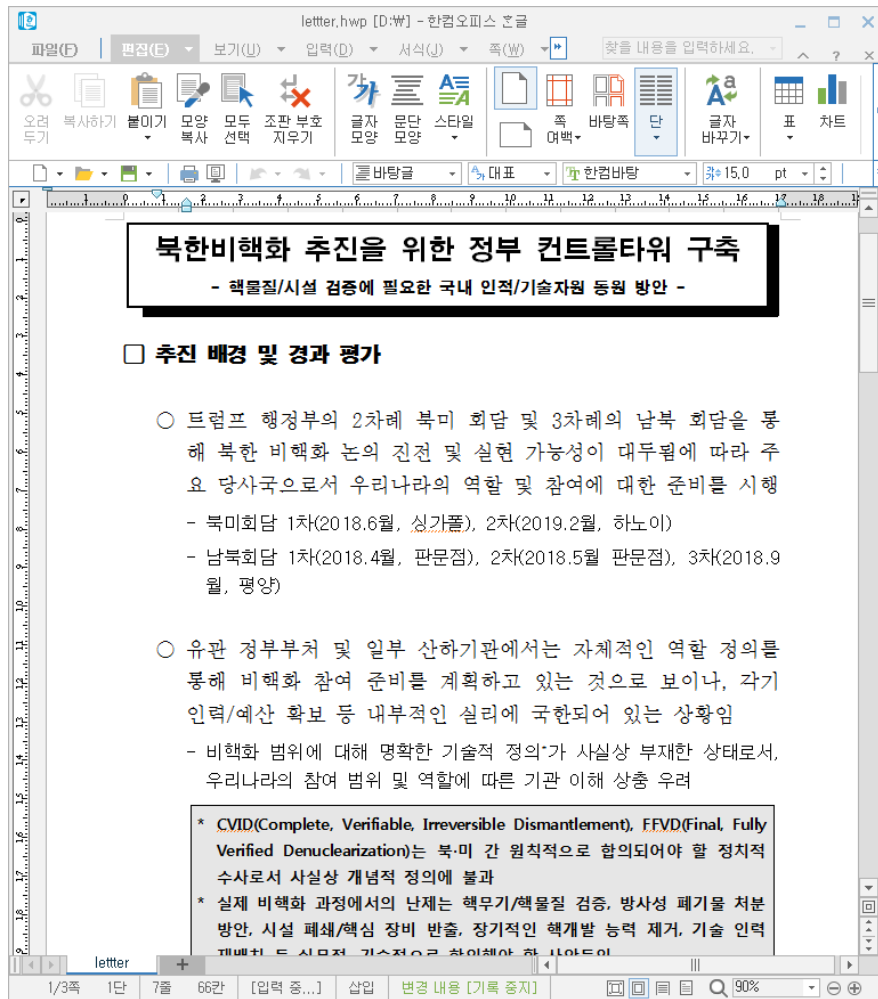 lettter.hwp [D:\] - 한컴오피스 한글
파일(F) 편집(E) 보기(U) 입력(D) 서식(J) 쪽(W) 찾을 내용을 입력하세요.
오려 두기 복사하기 붙이기 모양 복사 모두 선택 조판 부호 지우기 글자 모양 문단 모양 스타일 쪽 여백 바탕쪽 단 글자 바꾸기 표 차트
바탕글 대표 한컴바탕 15.0 pt
북한비핵화 추진을 위한 정부 컨트롤타워 구축
- 핵물질/시설 검증에 필요한 국내 인적/기술자원 동원 방안 -
□ 추진 배경 및 경과 평가
○ 트럼프 행정부의 2차례 북미 회담 및 3차례의 남북 회담을 통
해 북한 비핵화 논의 진전 및 실현 가능성이 대두됨에 따라 주
요 당사국으로서 우리나라의 역할 및 참여에 대한 준비를 시행
- 북미회담 1차(2018.6월, 싱가폴), 2차(2019.2월, 하노이)
- 남북회담 1차(2018.4월, 판문점), 2차(2018.5월 판문점), 3차(2018.9
월, 평양)
○ 유관 정부부처 및 일부 산하기관에서는 자체적인 역할 정의를
통해 비핵화 참여 준비를 계획하고 있는 것으로 보이나, 각기
인력/예산 확보 등 내부적인 실리에 국한되어 있는 상황임
- 비핵화 범위에 대해 명확한 기술적 정의*가 사실상 부재한 상태로서,
우리나라의 참여 범위 및 역할에 따른 기관 이해 상충 우려
* CVID(Complete, Verifiable, Irreversible Dismantlement), FFVD(Final, Fully
Verified Denuclearization)는 북·미 간 원칙적으로 합의되어야 할 정치적
수사로서 사실상 개념적 정의에 불과
* 실제 비핵화 과정에서의 난제는 핵무기/핵물질 검증, 방사성 폐기물 처분
방안, 시설 폐쇄/핵심 장비 반출, 장기적인 핵개발 능력 제거, 기술 인력
lettter
1/3쪽 1단 7줄 66칸 [입력 중...] 삽입 변경 내용 [기록 중지] 90%